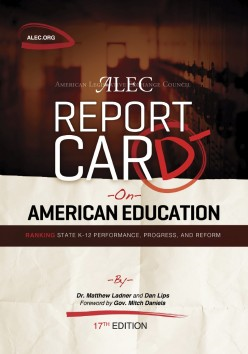 ALEC.ORG
ALEC
AMERICAN LEGISLATIVE EXCHANGE COUNCIL
REPORT
CARD
-On-
AMERICAN EDUCATION
RANKING STATE K-12 PERFORMANCE, PROGRESS, AND REFORM
-By-
Dr. Matthew Ladner and Dan Lips
Foreword by Gov. Mitch Daniels
17TH EDITION